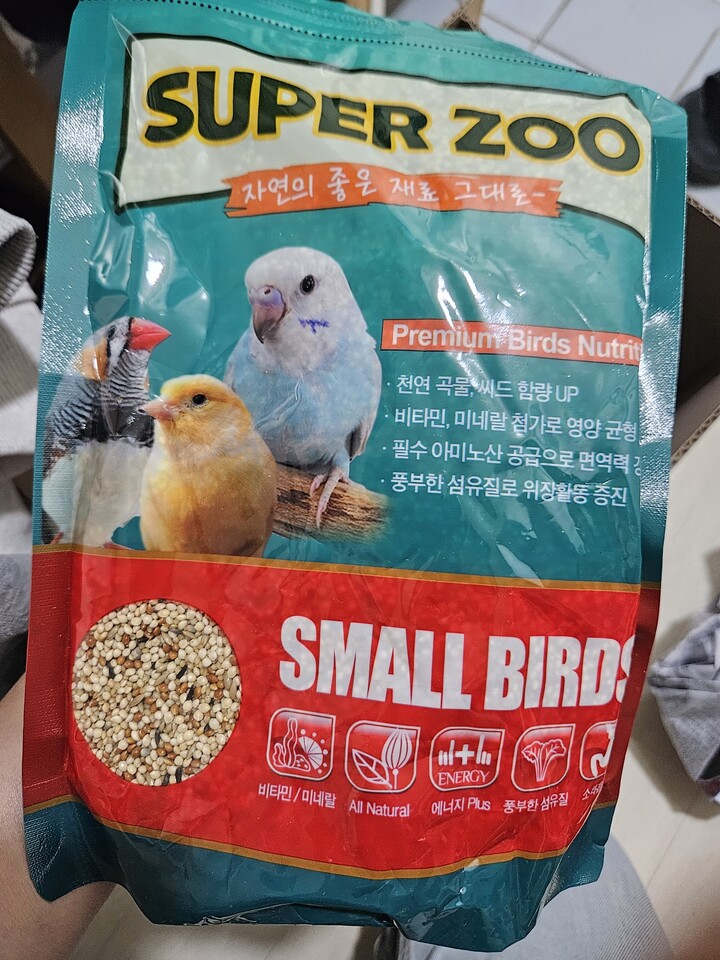 SUPER ZOO
자연의 좋은 재료 그대로~
Premium Birds
· 천연 곡물, 씨드 함량 UP
· 비타민, 미네랄 첨가로 영양 균형
· 필수 아미노산 공급으로 면역력
· 풍부한 섬유질로 위장활동 증진
SMALL BIRDS
ENERGY
비타민 / 미네랄 All Natural 에너지 Plus 풍부한 섬유질